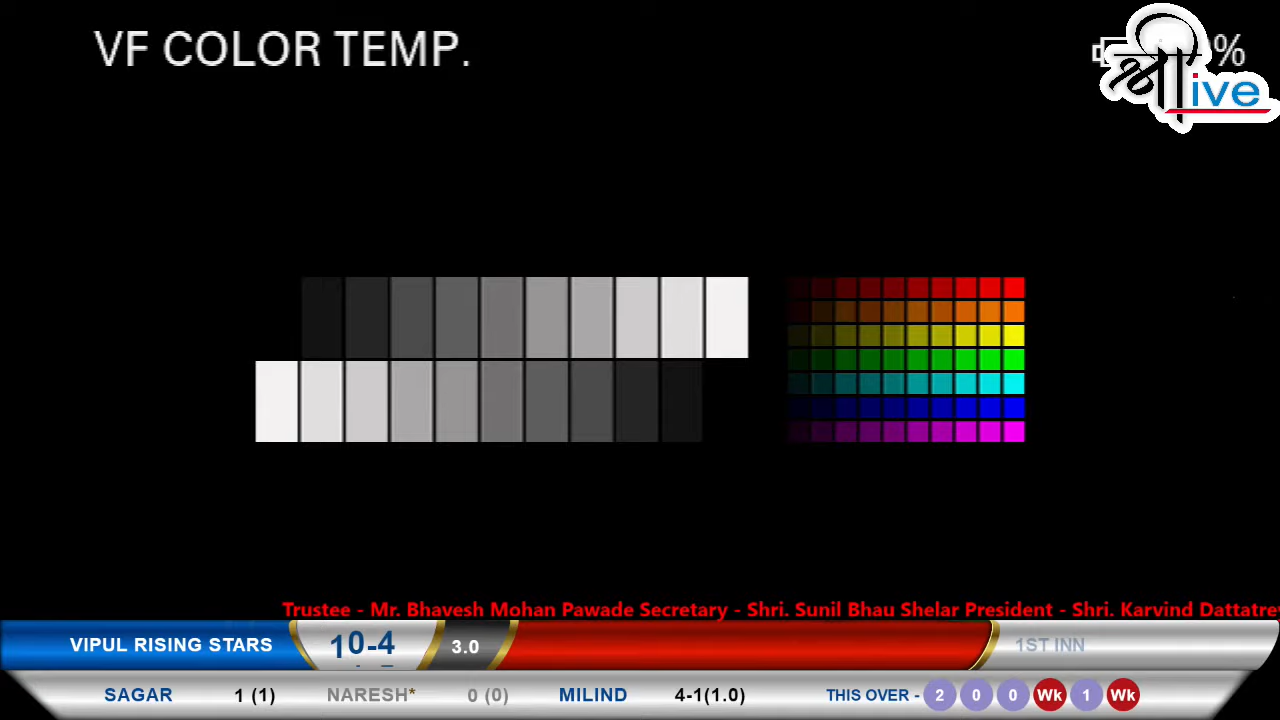 VF COLOR TEMP.
%
श्री live
Trustee - Mr. Bhavesh Mohan Pawade Secretary - Shri. Sunil Bhau Shelar President - Shri. Karvind
VIPUL RISING STARS 10-4 3.0 1ST INN
SAGAR 1 (1) NARESH* 0 (0) MILIND 4-1(1.0) THIS OVER - 2 0 0 Wk 1 Wk